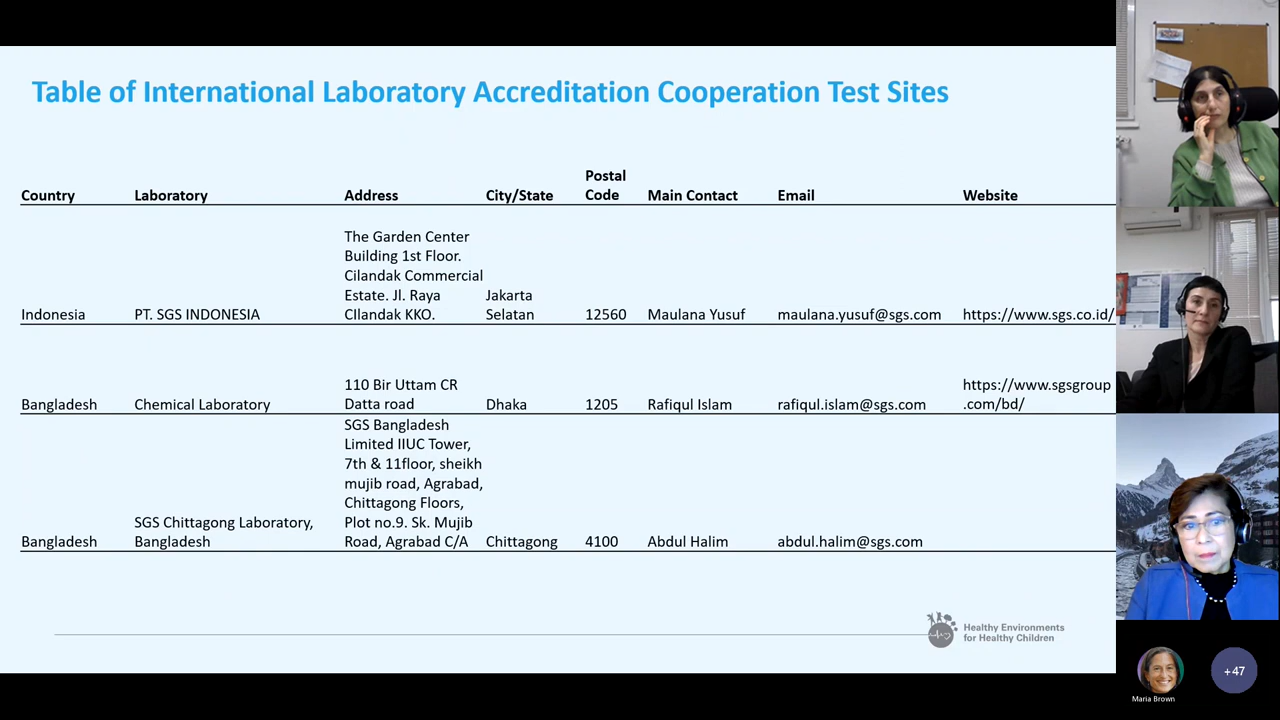 Table of International Laboratory Accreditation Cooperation Test Sites
Country Laboratory Address City/State Postal Code Main Contact Email Website
The Garden Center
Building 1st Floor.
Cilandak Commercial
Estate. Jl. Raya Jakarta
Indonesia PT. SGS INDONESIA CIlandak KKO. Selatan 12560 Maulana Yusuf maulana.yusuf@sgs.com https://www.sgs.co.id/
110 Bir Uttam CR https://www.sgsgroup
Bangladesh Chemical Laboratory Datta road Dhaka 1205 Rafiqul Islam rafiqul.islam@sgs.com .com/bd/
SGS Bangladesh
Limited IIUC Tower,
7th & 11floor, sheikh
mujib road, Agrabad,
Chittagong Floors,
SGS Chittagong Laboratory, Plot no.9. Sk. Mujib
Bangladesh Bangladesh Road, Agrabad C/A Chittagong 4100 Abdul Halim abdul.halim@sgs.com
Healthy Environments
for Healthy Children
Maria Brown
+47